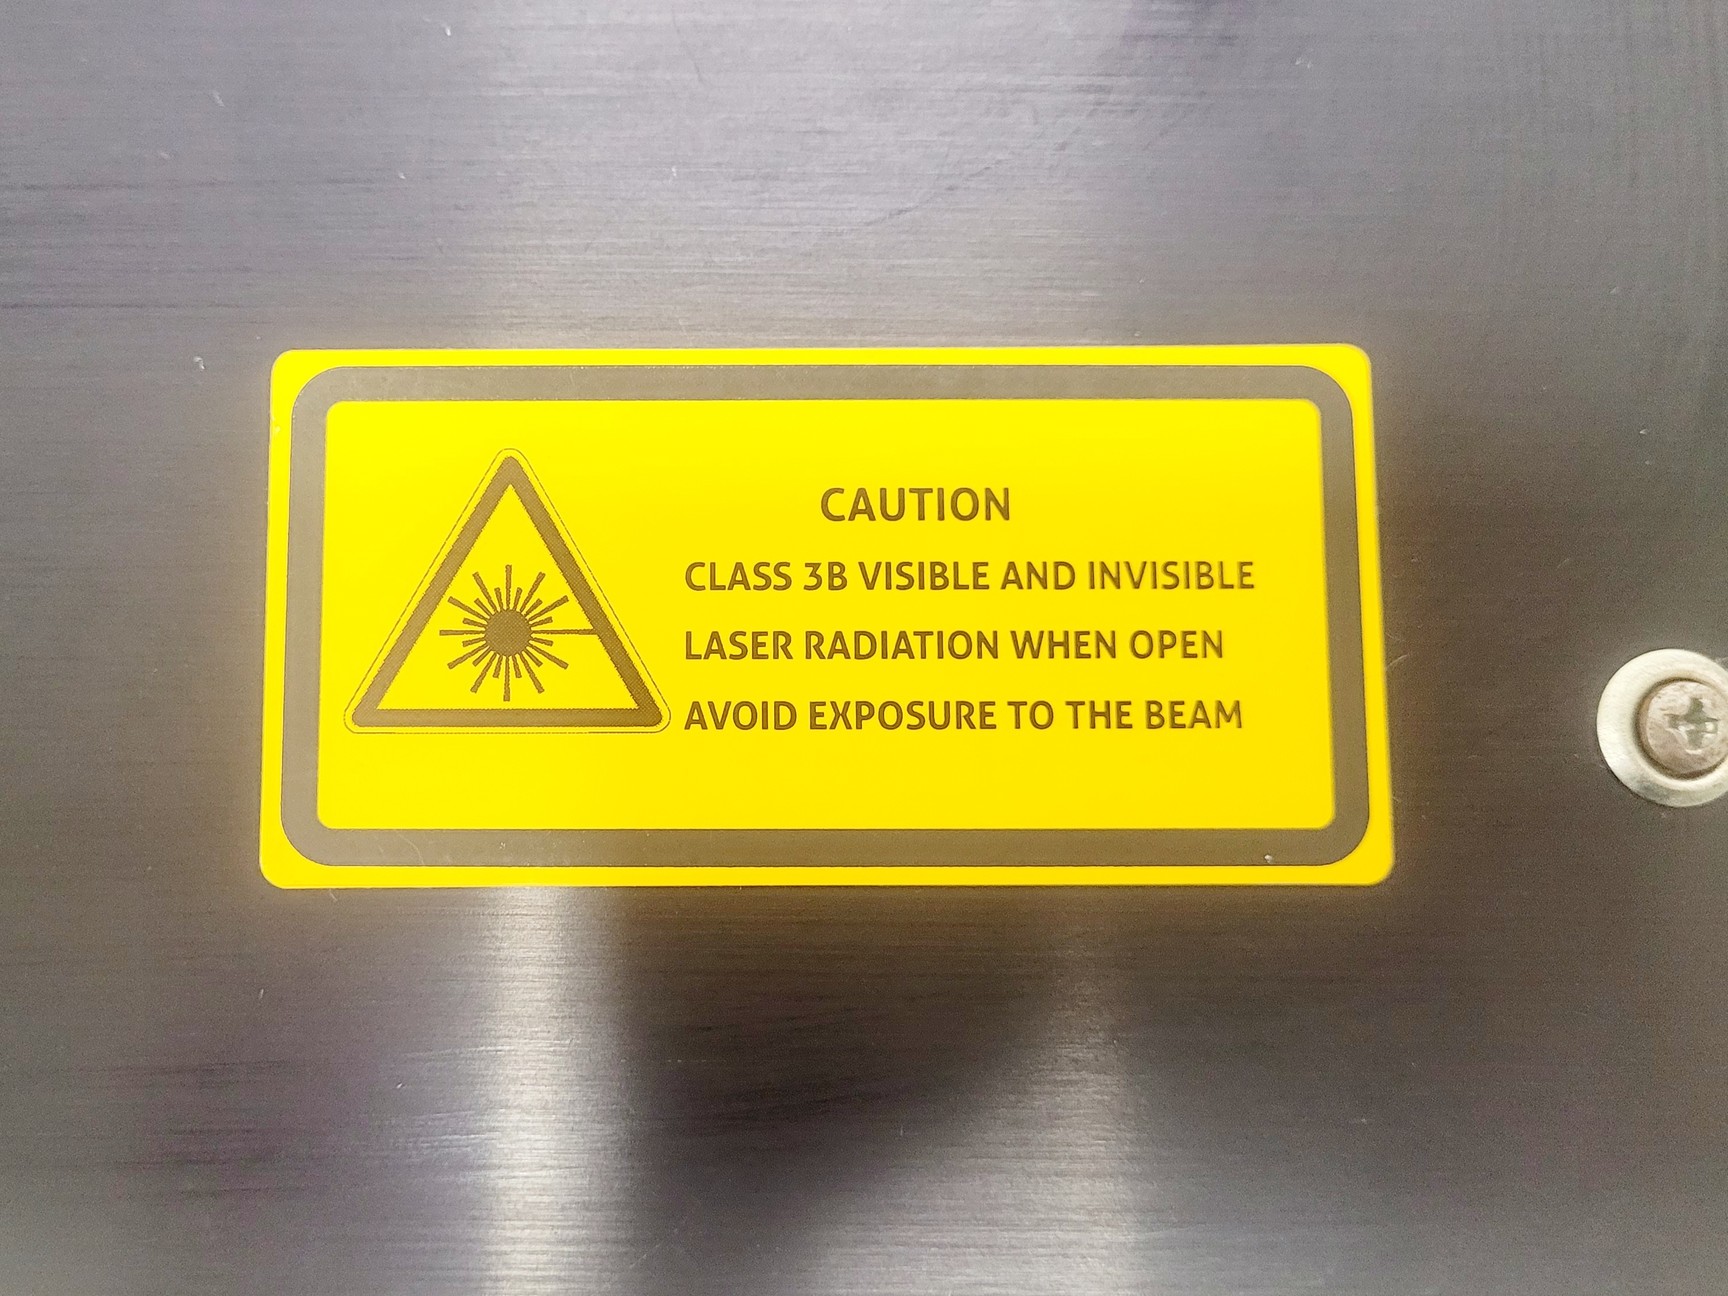 CAUTION
CLASS 3B VISIBLE AND INVISIBLE
LASER RADIATION WHEN OPEN
AVOID EXPOSURE TO THE BEAM